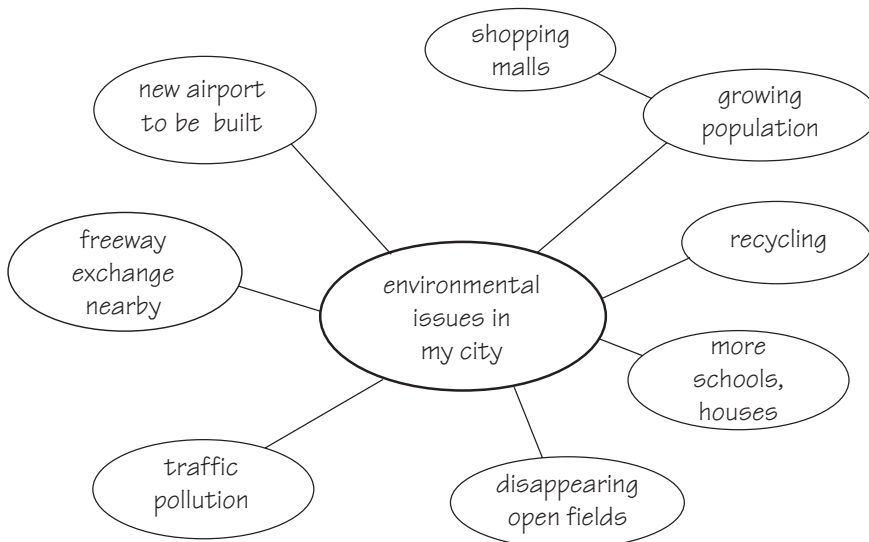 shopping
malls
growing
population
new airport
to be built
freeway
exchange
nearby
environmental
issues in
my city
recycling
more
schools,
houses
traffic
pollution
disappearing
open fields